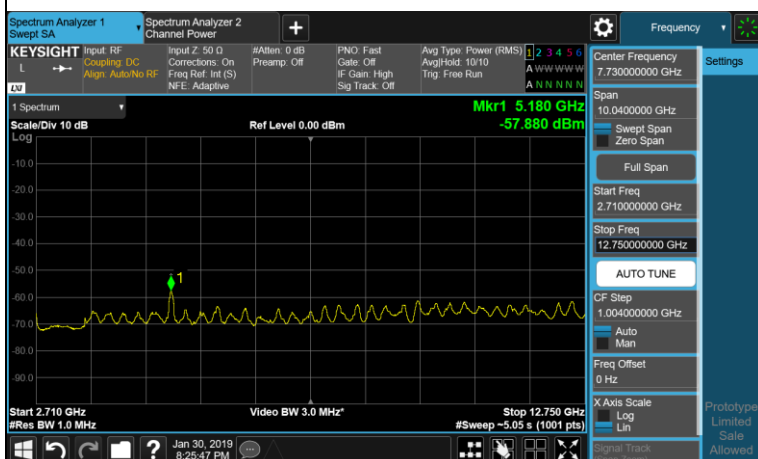 Spectrum Analyzer 1
Swept SA
Spectrum Analyzer 2
Channel Power
Frequency
KEYSIGHT
L
LXI
Input: RF
Coupling: DC
Align: Auto/No RF
Input Z: 50 Ω
Corrections: On
Freq Ref: Int (S)
NFE: Adaptive
#Atten: 0 dB
Preamp: Off
PNO: Fast
Gate: Off
IF Gain: High
Sig Track: Off
Avg Type: Power (RMS)
Avg|Hold: 10/10
Trig: Free Run
1 2 3 4 5 6
A W W W W W
A N N N N N
1 Spectrum
Mkr1 5.180 GHz
-57.880 dBm
Scale/Div 10 dB
Ref Level 0.00 dBm
Log
-10.0
-20.0
-30.0
-40.0
-50.0
-60.0
-70.0
-80.0
-90.0
1
Start 2.710 GHz
#Res BW 1.0 MHz
Video BW 3.0 MHz*
Stop 12.750 GHz
#Sweep ~5.05 s (1001 pts)
Jan 30, 2019
8:25:47 PM
Center Frequency
7.730000000 GHz
Span
10.0400000 GHz
Swept Span
Zero Span
Full Span
Start Freq
2.710000000 GHz
Stop Freq
12.750000000 GHz
AUTO TUNE
CF Step
1.004000000 GHz
Auto
Man
Freq Offset
0 Hz
X Axis Scale
Log
Lin
Signal Track
Settings
Prototype
Limited
Sale
Allowed